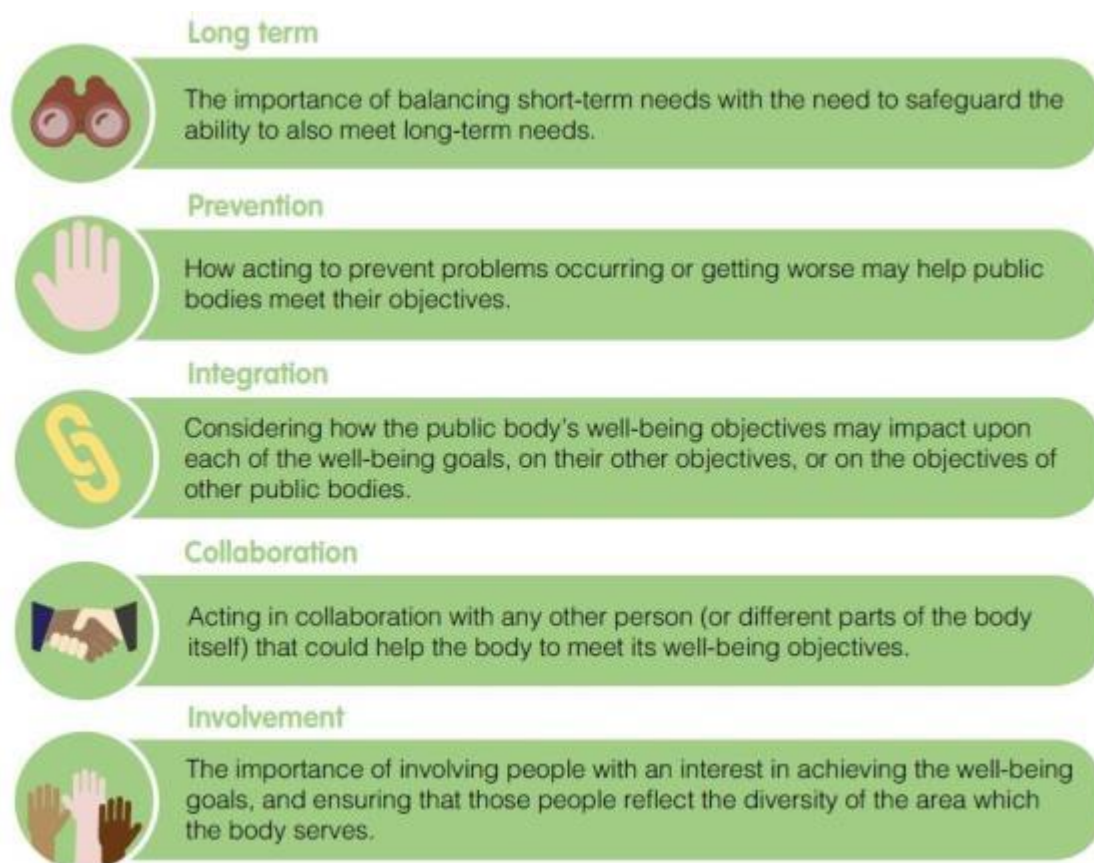 Long term
The importance of balancing short-term needs with the need to safeguard the
ability to also meet long-term needs.
Prevention
How acting to prevent problems occurring or getting worse may help public
bodies meet their objectives.
Integration
Considering how the public body's well-being objectives may impact upon
each of the well-being goals, on their other objectives, or on the objectives of
other public bodies.
Collaboration
Acting in collaboration with any other person (or different parts of the body
itself) that could help the body to meet its well-being objectives.
Involvement
The importance of involving people with an interest in achieving the well-being
goals, and ensuring that those people reflect the diversity of the area which
the body serves.